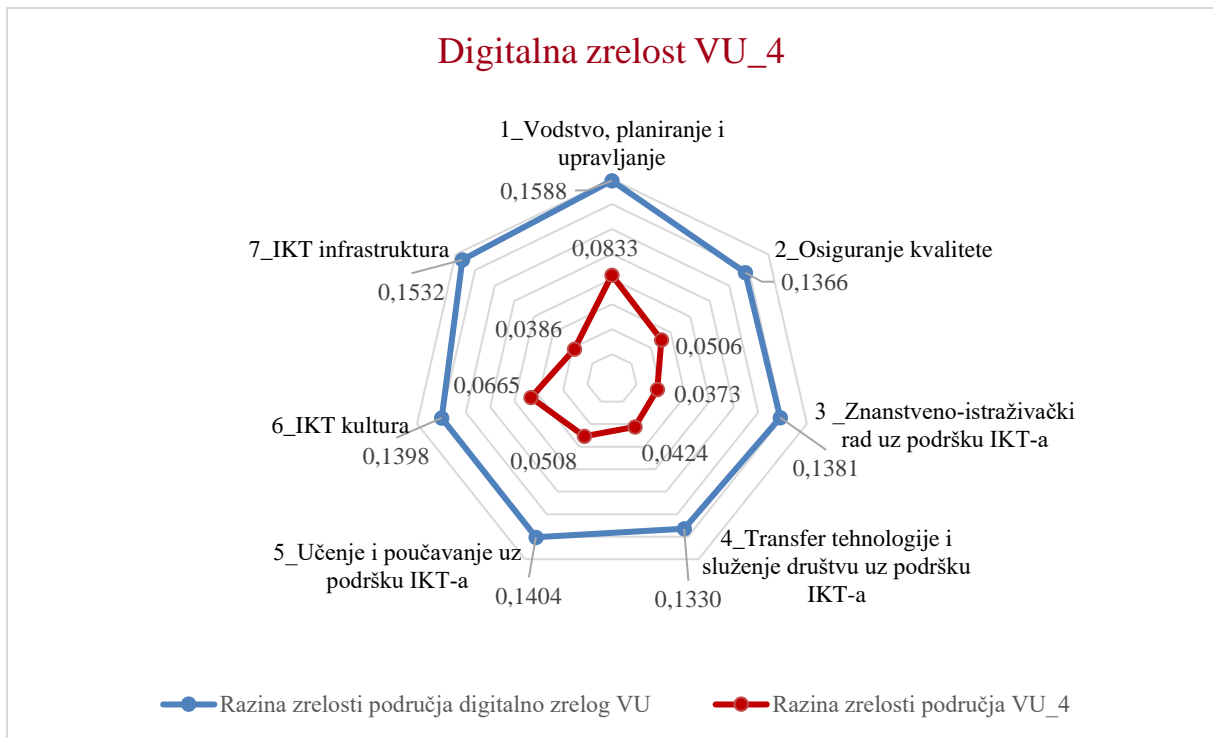 Digitalna zrelost VU_4
1_Vodstvo, planiranje i
upravljanje
0,1588
0,0833
7_IKT infrastruktura
2_Osiguranje kvalitete
0,1532
0,1366
0,0386
0,0506
0,0665
0,0373
6_IKT kultura
0,1398
3 _Znanstveno-istraživački
rad uz podršku IKT-a
0,1381
0,0508
0,0424
5_Učenje i poučavanje uz
podršku IKT-a
0,1404
4_Transfer tehnologije i
služenje društvu uz podršku
IKT-a
0,1330
Razina zrelosti područja digitalno zrelog VU
Razina zrelosti područja VU_4